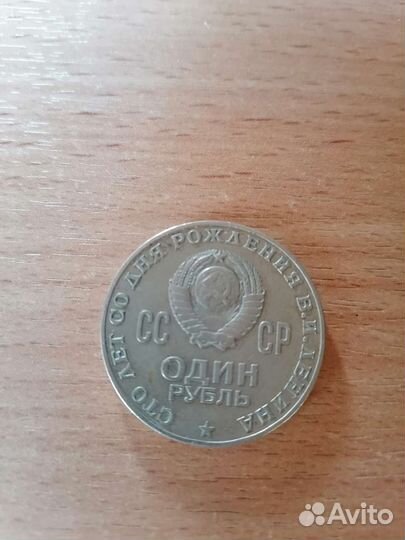 СТО ЛЕТ СО ДНЯ РОЖДЕНИЯ В.И.ЛЕНИНА
СС СР
ОДИН
РУБЛЬ
Avito